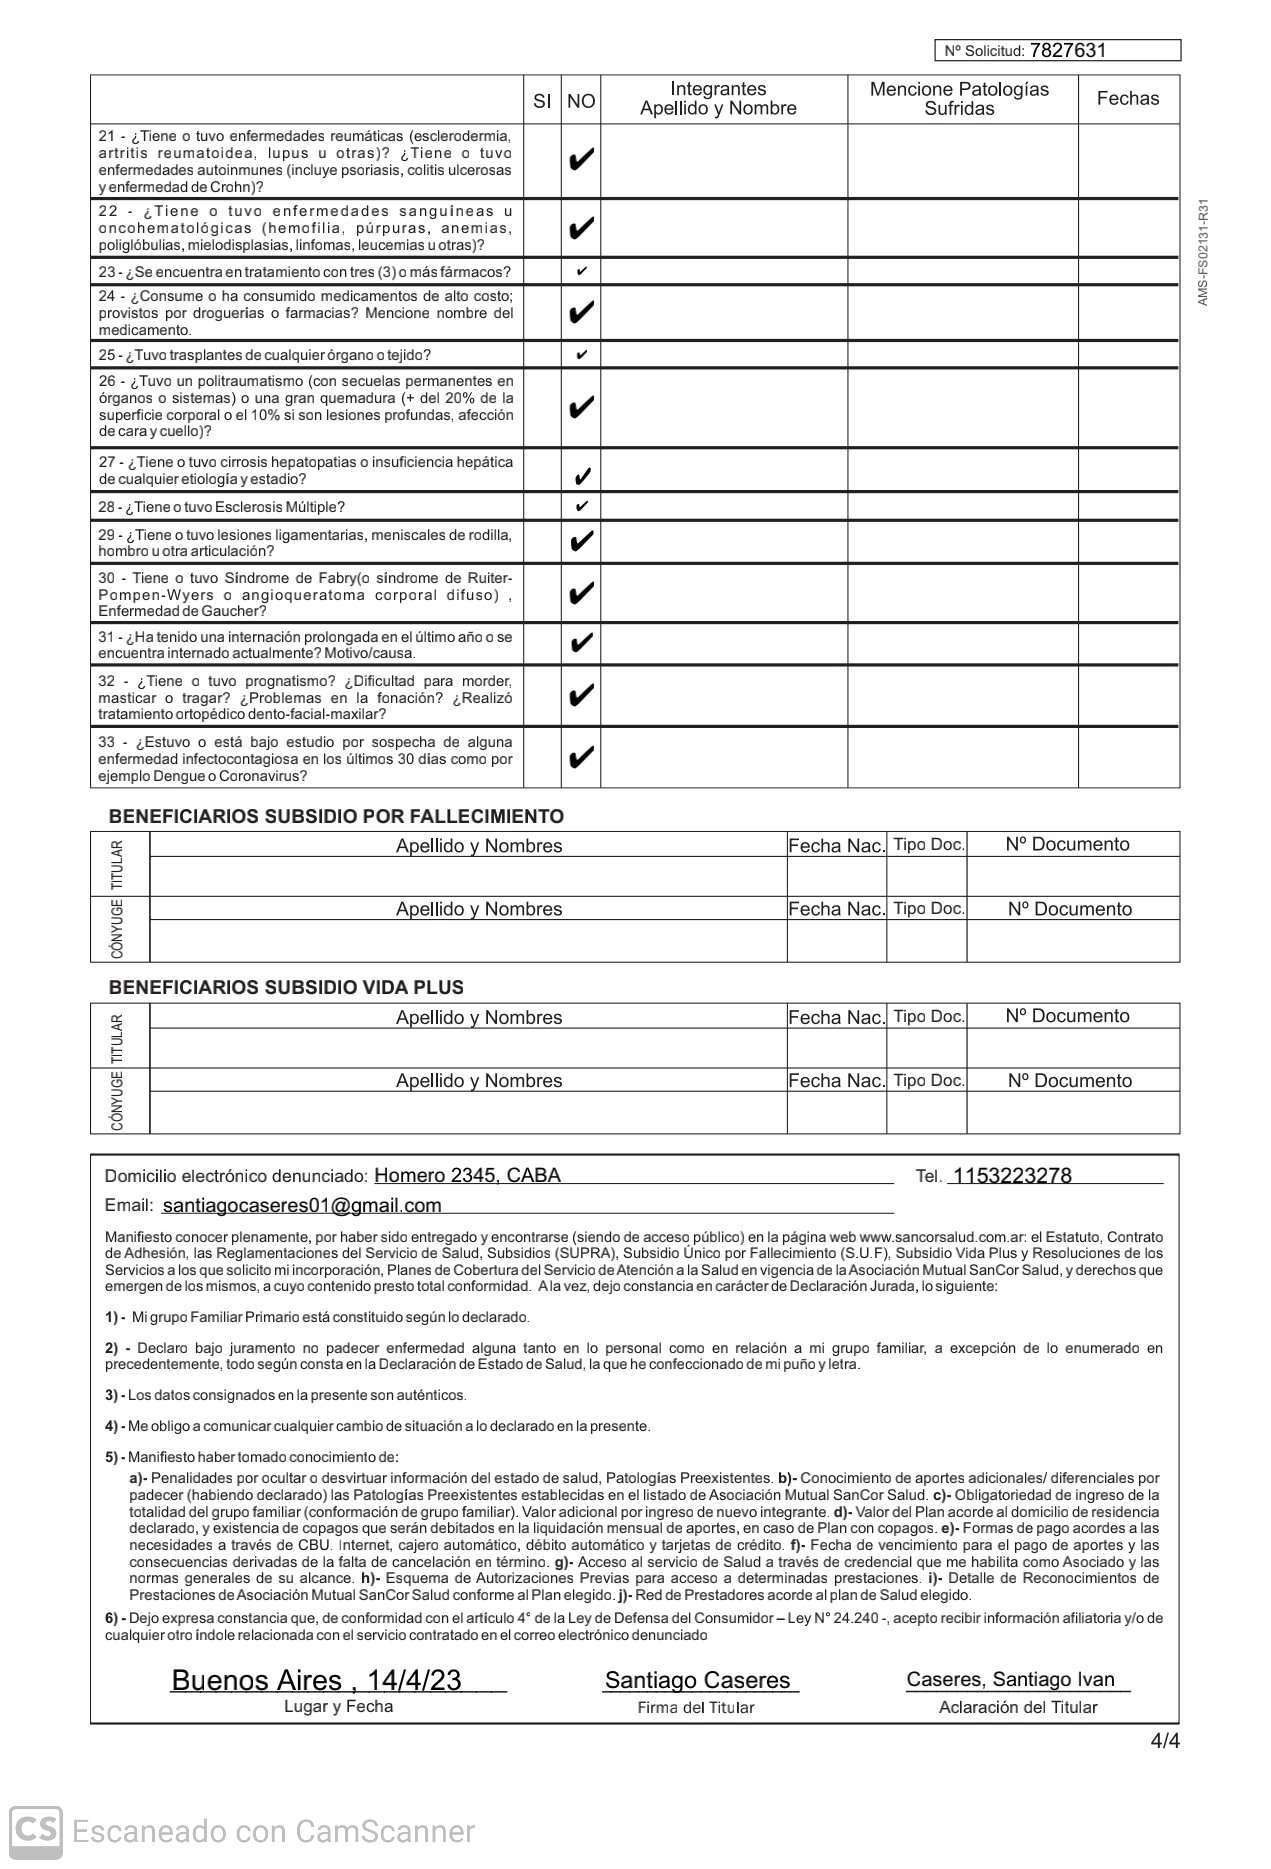 Nº Solicitud: 7827631
SI NO Integrantes Apellido y Nombre Mencione Patologías Sufridas Fechas
21 - ¿Tiene o tuvo enfermedades reumáticas (esclerodermia,
artritis reumatoidea, lupus u otras)? ¿Tiene o tuvo
enfermedades autoinmunes (incluye psoriasis, colitis ulcerosas
y enfermedad de Crohn)? ✔
22 - ¿Tiene o tuvo enfermedades sanguíneas u
oncohematológicas (hemofilia, púrpuras, anemias,
poliglóbulias, mielodisplasias, linfomas, leucemias u otras)? ✔
23 - ¿Se encuentra en tratamiento con tres (3) o más fármacos? ✔
24 - ¿Consume o ha consumido medicamentos de alto costo;
provistos por droguerías o farmacias? Mencione nombre del
medicamento. ✔
25 - ¿Tuvo trasplantes de cualquier órgano o tejido? ✔
26 - ¿Tuvo un politraumatismo (con secuelas permanentes en
órganos o sistemas) o una gran quemadura (+ del 20% de la
superficie corporal o el 10% si son lesiones profundas, afección
de cara y cuello)? ✔
27 - ¿Tiene o tuvo cirrosis hepatopatias o insuficiencia hepática
de cualquier etiología y estadio? ✔
28 - ¿Tiene o tuvo Esclerosis Múltiple? ✔
29 - ¿Tiene o tuvo lesiones ligamentarias, meniscales de rodilla,
hombro u otra articulación? ✔
30 - Tiene o tuvo Síndrome de Fabry(o síndrome de Ruiter-
Pompen-Wyers o angioqueratoma corporal difuso) ,
Enfermedad de Gaucher? ✔
31 - ¿Ha tenido una internación prolongada en el último año o se
encuentra internado actualmente? Motivo/causa. ✔
32 - ¿Tiene o tuvo prognatismo? ¿Dificultad para morder,
masticar o tragar? ¿Problemas en la fonación? ¿Realizó
tratamiento ortopédico dento-facial-maxilar? ✔
33 - ¿Estuvo o está bajo estudio por sospecha de alguna
enfermedad infectocontagiosa en los últimos 30 días como por
ejemplo Dengue o Coronavirus? ✔
AMS-FS02131-R31
BENEFICIARIOS SUBSIDIO POR FALLECIMIENTO
TITULAR Apellido y Nombres Fecha Nac. Tipo Doc. Nº Documento
CÓNYUGE Apellido y Nombres Fecha Nac. Tipo Doc. Nº Documento
BENEFICIARIOS SUBSIDIO VIDA PLUS
TITULAR Apellido y Nombres Fecha Nac. Tipo Doc. Nº Documento
CÓNYUGE Apellido y Nombres Fecha Nac. Tipo Doc. Nº Documento
Domicilio electrónico denunciado: Homero 2345, CABA Tel. 1153223278
Email: santiagocaseres01@gmail.com
Manifiesto conocer plenamente, por haber sido entregado y encontrarse (siendo de acceso público) en la página web www.sancorsalud.com.ar: el Estatuto, Contrato
de Adhesión, las Reglamentaciones del Servicio de Salud, Subsidios (SUPRA), Subsidio Único por Fallecimiento (S.U.F), Subsidio Vida Plus y Resoluciones de los
Servicios a los que solicito mi incorporación, Planes de Cobertura del Servicio de Atención a la Salud en vigencia de la Asociación Mutual SanCor Salud, y derechos que
emergen de los mismos, a cuyo contenido presto total conformidad. A la vez, dejo constancia en carácter de Declaración Jurada, lo siguiente:
1) - Mi grupo Familiar Primario está constituido según lo declarado.
2) - Declaro bajo juramento no padecer enfermedad alguna tanto en lo personal como en relación a mi grupo familiar, a excepción de lo enumerado en
precedentemente, todo según consta en la Declaración de Estado de Salud, la que he confeccionado de mi puño y letra.
3) - Los datos consignados en la presente son auténticos.
4) - Me obligo a comunicar cualquier cambio de situación a lo declarado en la presente.
5) - Manifiesto haber tomado conocimiento de:
a)- Penalidades por ocultar o desvirtuar información del estado de salud, Patologías Preexistentes. b)- Conocimiento de aportes adicionales/ diferenciales por
padecer (habiendo declarado) las Patologías Preexistentes establecidas en el listado de Asociación Mutual SanCor Salud. c)- Obligatoriedad de ingreso de la
totalidad del grupo familiar (conformación de grupo familiar). Valor adicional por ingreso de nuevo integrante. d)- Valor del Plan acorde al domicilio de residencia
declarado, y existencia de copagos que serán debitados en la liquidación mensual de aportes, en caso de Plan con copagos. e)- Formas de pago acordes a las
necesidades a través de CBU. Internet, cajero automático, débito automático y tarjetas de crédito. f)- Fecha de vencimiento para el pago de aportes y las
consecuencias derivadas de la falta de cancelación en término. g)- Acceso al servicio de Salud a través de credencial que me habilita como Asociado y las
normas generales de su alcance. h)- Esquema de Autorizaciones Previas para acceso a determinadas prestaciones. i)- Detalle de Reconocimientos de
Prestaciones de Asociación Mutual SanCor Salud conforme al Plan elegido. j)- Red de Prestadores acorde al plan de Salud elegido.
6) - Dejo expresa constancia que, de conformidad con el artículo 4° de la Ley de Defensa del Consumidor – Ley N° 24.240 -, acepto recibir información afiliatoria y/o de
cualquier otro índole relacionada con el servicio contratado en el correo electrónico denunciado
Buenos Aires , 14/4/23 Santiago Caseres Caseres, Santiago Ivan
Lugar y Fecha Firma del Titular Aclaración del Titular
4/4
CS Escaneado con CamScanner